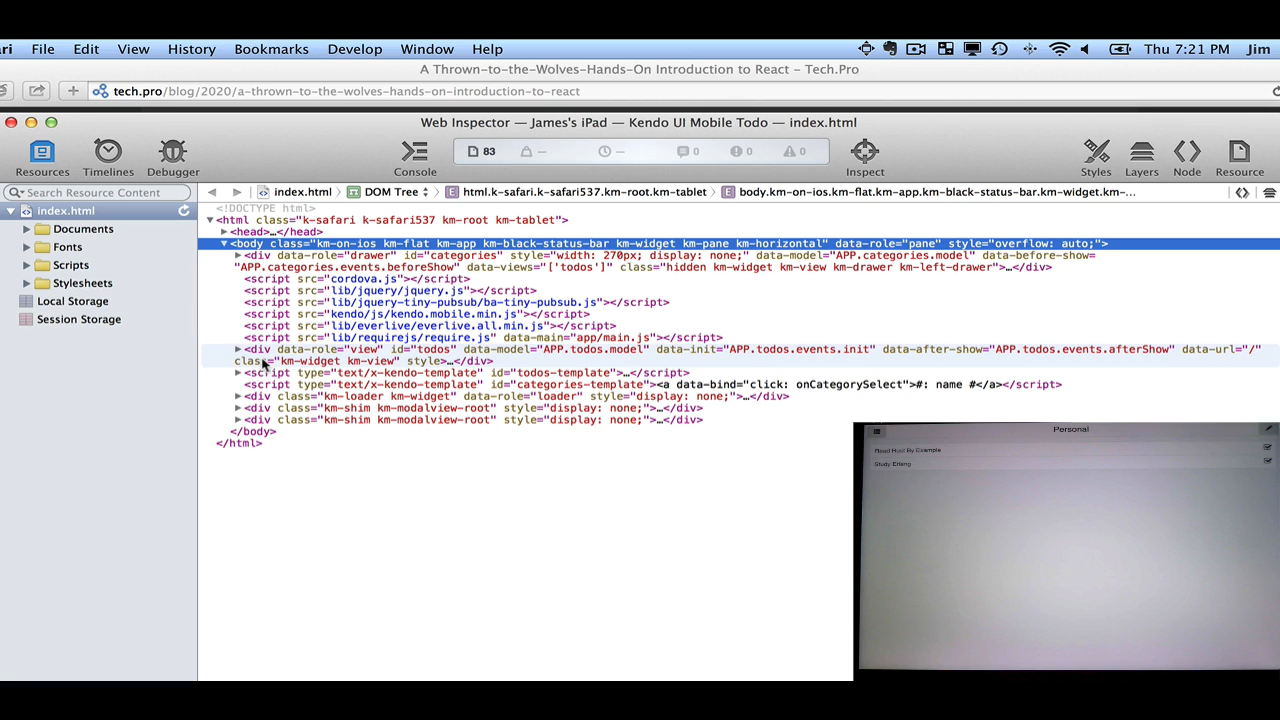 ri File Edit View History Bookmarks Develop Window Help Thu 7:21 PM Jim
A Thrown-to-the-Wolves-Hands-On Introduction to React – Tech.Pro
tech.pro/blog/2020/a-thrown-to-the-wolves-hands-on-introduction-to-react
Web Inspector — James's iPad — Kendo UI Mobile Todo — index.html
83 — — 0 0 0
Resources Timelines Debugger Console Inspect Styles Layers Node Resource
Search Resource Content
index.html DOM Tree E html.k-safari.k-safari537.km-root.km-tablet E body.km-on-ios.km-flat.km-app.km-black-status-bar.km-widget.km-…
index.html
Documents
Fonts
Scripts
Stylesheets
Local Storage
Session Storage
<!DOCTYPE html>
<html class="k-safari k-safari537 km-root km-tablet">
<head>…</head>
<body class="km-on-ios km-flat km-app km-black-status-bar km-widget km-pane km-horizontal" data-role="pane" style="overflow: auto;">
<div data-role="drawer" id="categories" style="width: 270px; display: none;" data-model="APP.categories.model" data-before-show=
"APP.categories.events.beforeShow" data-views="['todos']" class="hidden km-widget km-view km-drawer km-left-drawer">…</div>
<script src="cordova.js"></script>
<script src="lib/jquery/jquery.js"></script>
<script src="lib/jquery-tiny-pubsub/ba-tiny-pubsub.js"></script>
<script src="kendo/js/kendo.mobile.min.js"></script>
<script src="lib/everlive/everlive.all.min.js"></script>
<script src="lib/requirejs/require.js" data-main="app/main.js"></script>
<div data-role="view" id="todos" data-model="APP.todos.model" data-init="APP.todos.events.init" data-after-show="APP.todos.events.afterShow" data-url="/"
class="km-widget km-view" style>…</div>
<script type="text/x-kendo-template" id="todos-template">…</script>
<script type="text/x-kendo-template" id="categories-template"><a data-bind="click: onCategorySelect">#: name #</a></script>
<div class="km-loader km-widget" data-role="loader" style="display: none;">…</div>
<div class="km-shim km-modalview-root" style="display: none;">…</div>
<div class="km-shim km-modalview-root" style="display: none;">…</div>
</body>
</html>
Personal
Read Rust By Example
Study Erlang